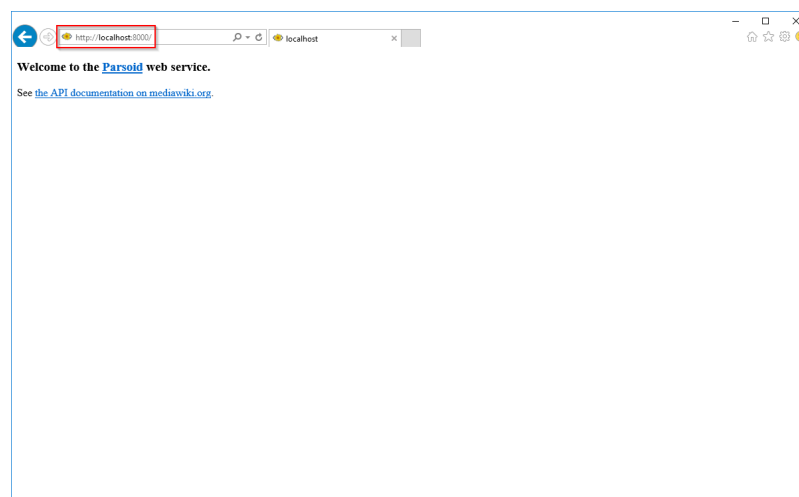 http://localhost:8000/
localhost
Welcome to the Parsoid web service.
See the API documentation on mediawiki.org.